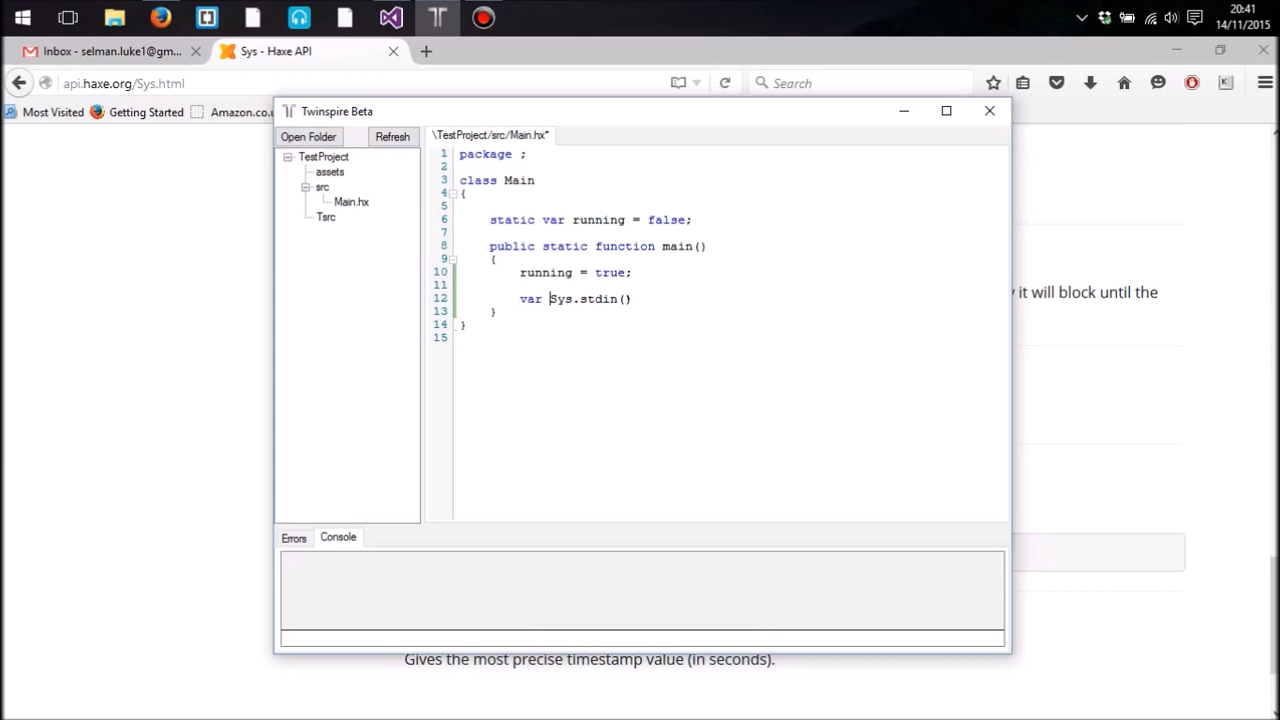 20:41
14/11/2015
Inbox - selman.luke1@gm...
Sys - Haxe API
api.haxe.org/Sys.html
Search
Most Visited
Getting Started
Amazon.co.u
Twinspire Beta
Open Folder
Refresh
\TestProject/src/Main.hx*
TestProject
assets
src
Main.hx
Tsrc
1 package ;
2
3 class Main
4 {
5
6 static var running = false;
7
8 public static function main()
9 {
10 running = true;
11
12 var Sys.stdin()
13 }
14 }
15
it will block until the
Errors
Console
Gives the most precise timestamp value (in seconds).